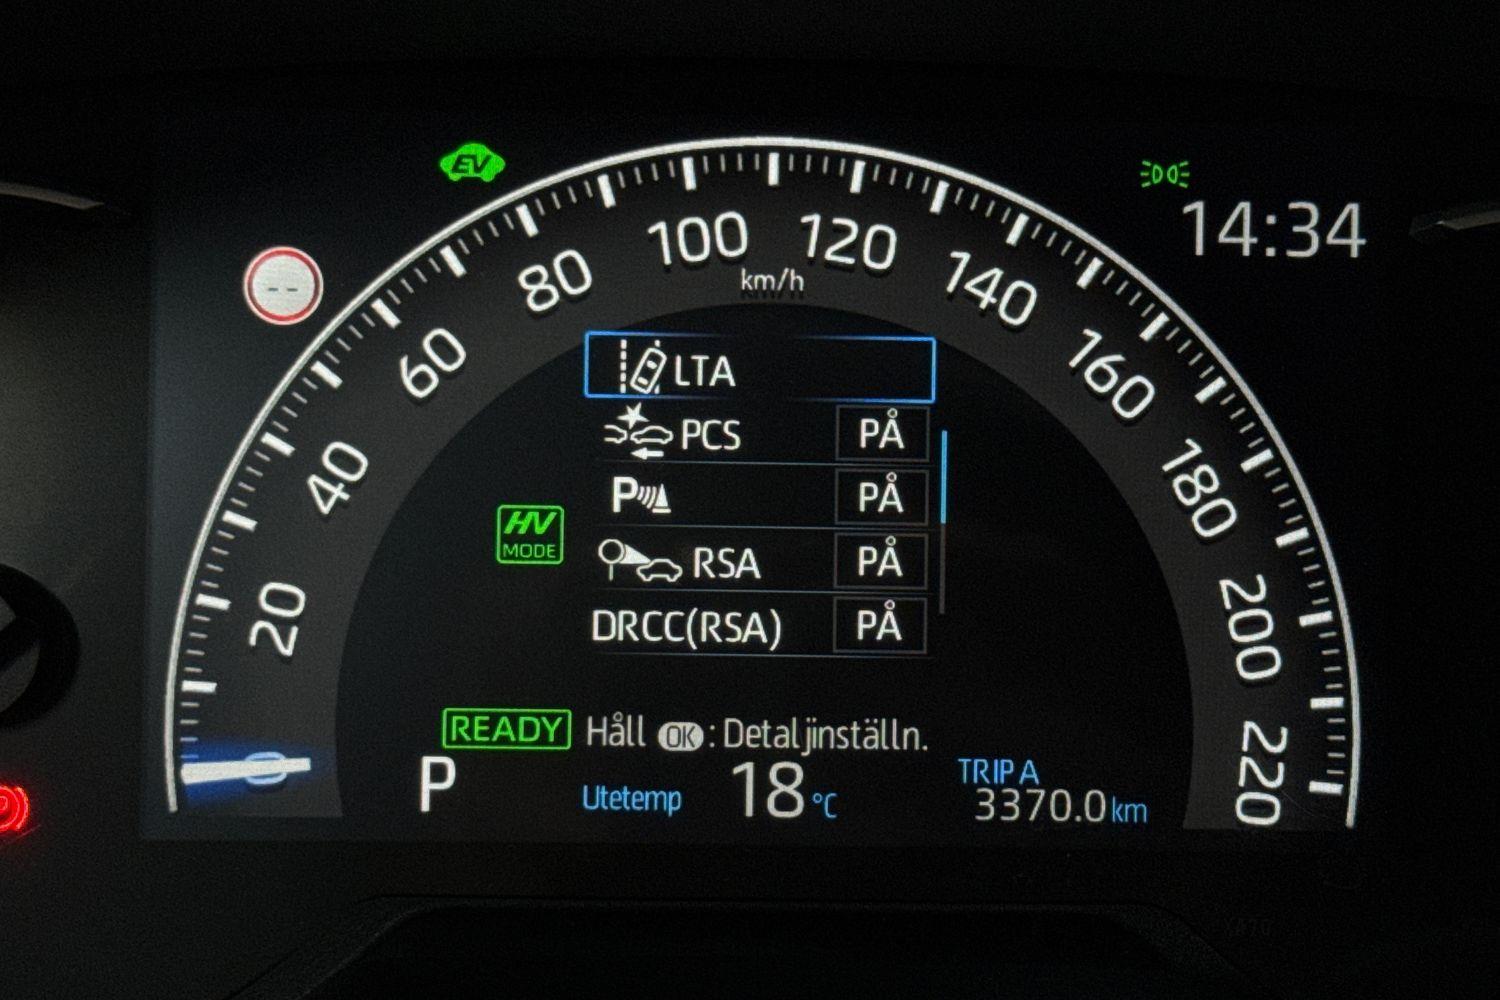 EV
14:34
-- 
0
20
40
60
80
100
120
140
160
180
200
220
km/h
LTA
PCS PÅ
P PÅ
RSA PÅ
DRCC(RSA) PÅ
HV
MODE
READY Håll OK : Detaljinställn.
P
Utetemp 18 °C
TRIP A
3370.0 km